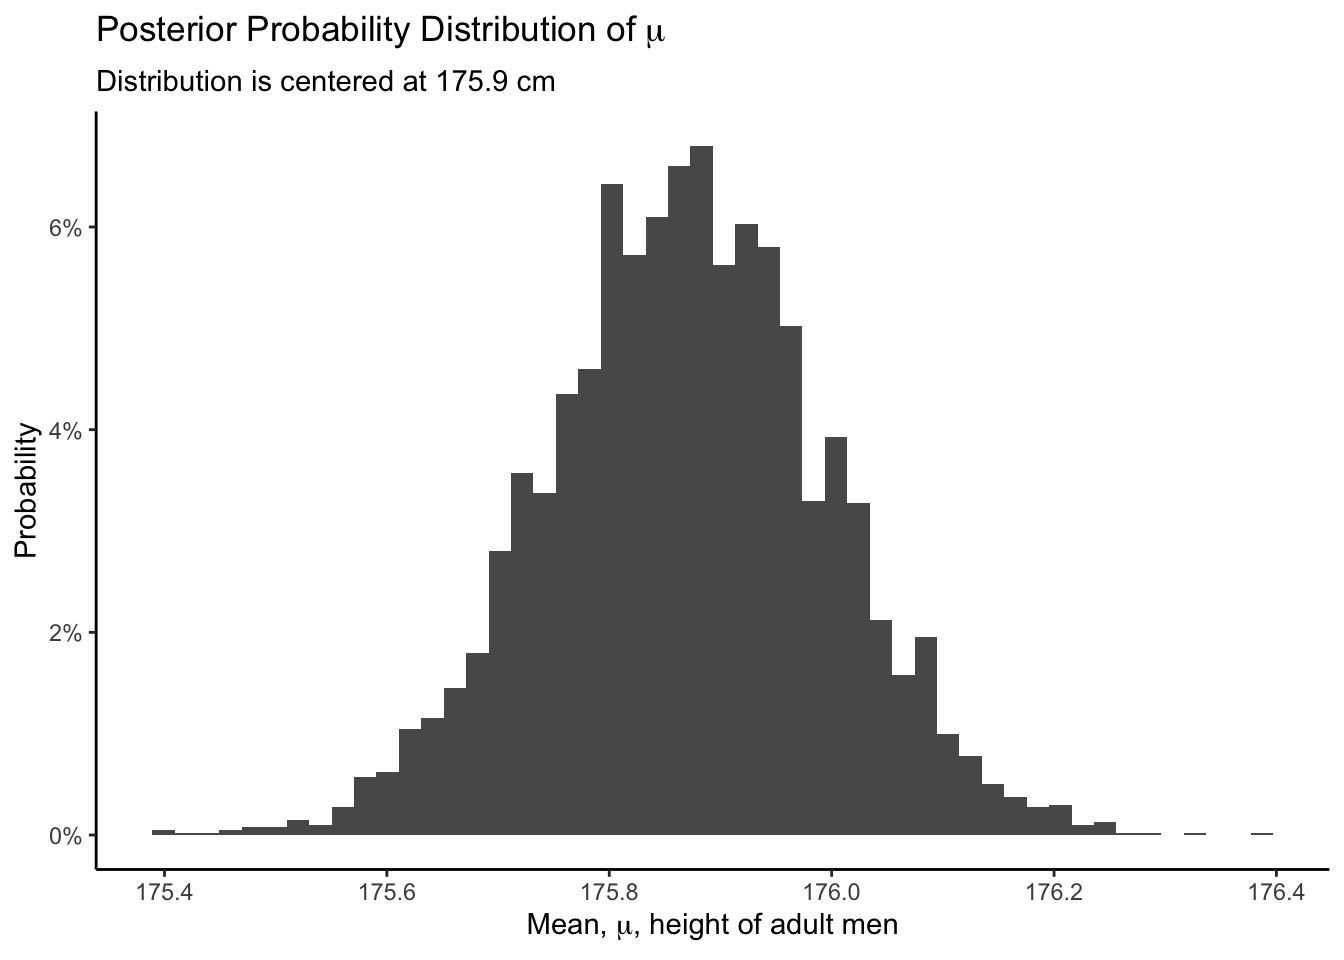 Posterior Probability Distribution of μ
Distribution is centered at 175.9 cm
6%
4%
2%
0%
Probability
175.4 175.6 175.8 176.0 176.2 176.4
Mean, μ, height of adult men